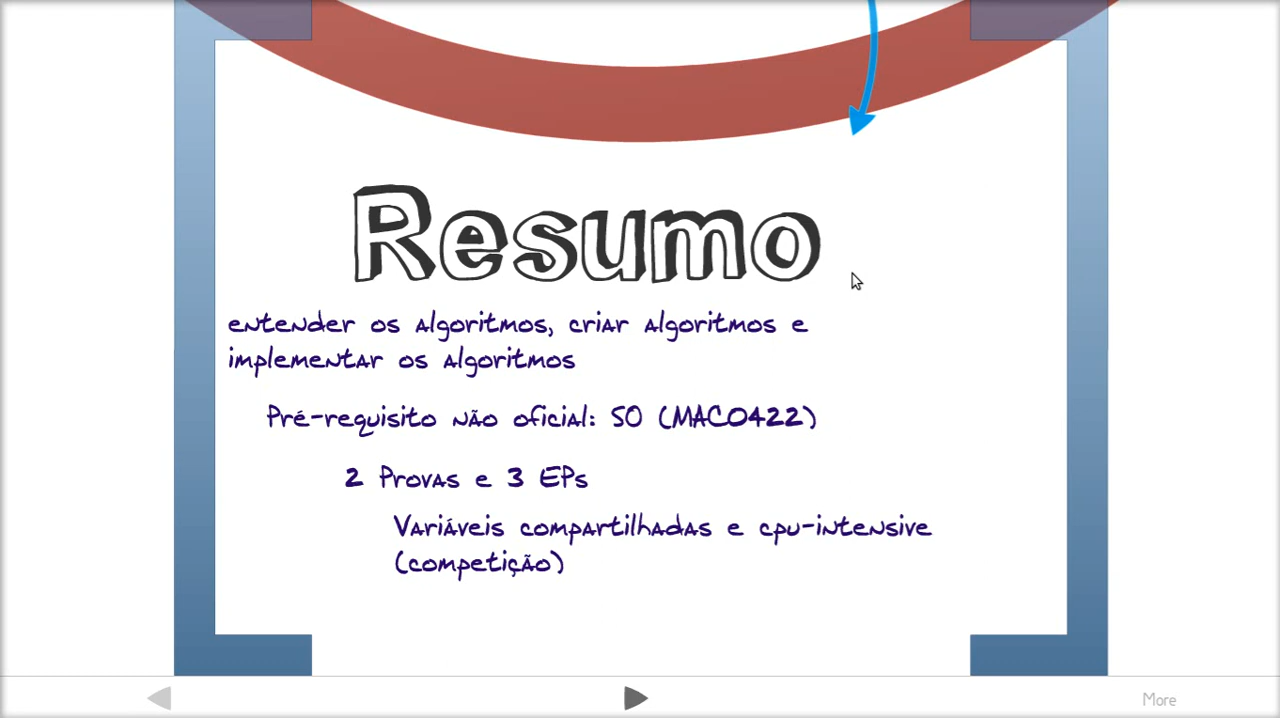 Resumo
entender os algoritmos, criar algoritmos e
implementar os algoritmos
Pré-requisito não oficial: SO (MAC0422)
2 Provas e 3 EPs
Variáveis compartilhadas e cpu-intensive
(competição)
More